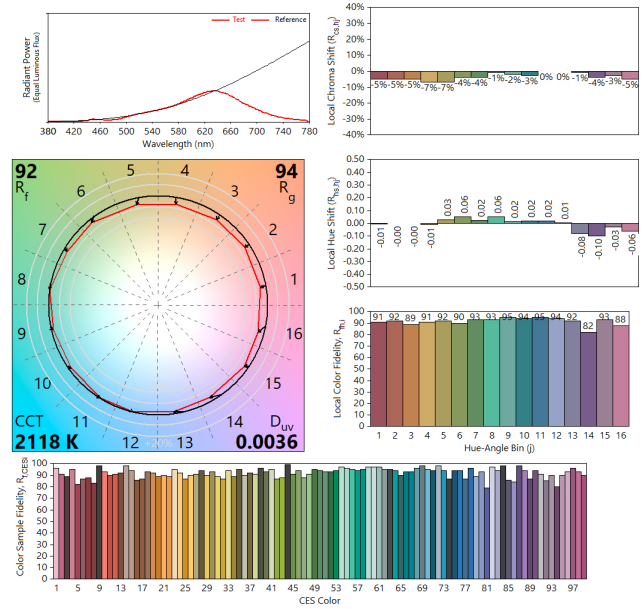 Test Reference
Radiant Power
(Equal Luminous Flux)
380 420 460 500 540 580 620 660 700 740 780
Wavelength (nm)
40%
30%
20%
10%
0%
10%
20%
30%
40%
Local Chroma Shift (Rcs,hj)
-5% -5% -5% -7% -7% -4% -4% -1% -2% -3% 0% 0% -1% -4% -3% -5%
92
Rf
94
Rg
5 4
6 3
7 2
8 1
9 16
10 15
11 12 13 14
+20%
CCT
2118 K
Duv
0.0036
0.50
0.40
0.30
0.20
0.10
0.00
-0.10
-0.20
-0.30
-0.40
-0.50
Local Hue Shift (Rhs,hj)
-0.01 -0.00 -0.00 -0.01 0.03 0.06 0.02 0.06 0.02 0.02 0.02 0.01 -0.08 -0.10 -0.03 -0.06
100
90
80
70
60
50
40
30
20
10
0
Local Color Fidelity, Rfh,j
91 92 89 91 92 90 93 93 95 94 95 94 92 82 93 88
1 2 3 4 5 6 7 8 9 10 11 12 13 14 15 16
Hue-Angle Bin (j)
100
90
80
70
60
50
40
30
20
10
0
Color Sample Fidelity, Rf,CESi
1 5 9 13 17 21 25 29 33 37 41 45 49 53 57 61 65 69 73 77 81 85 89 93 97
CES Color